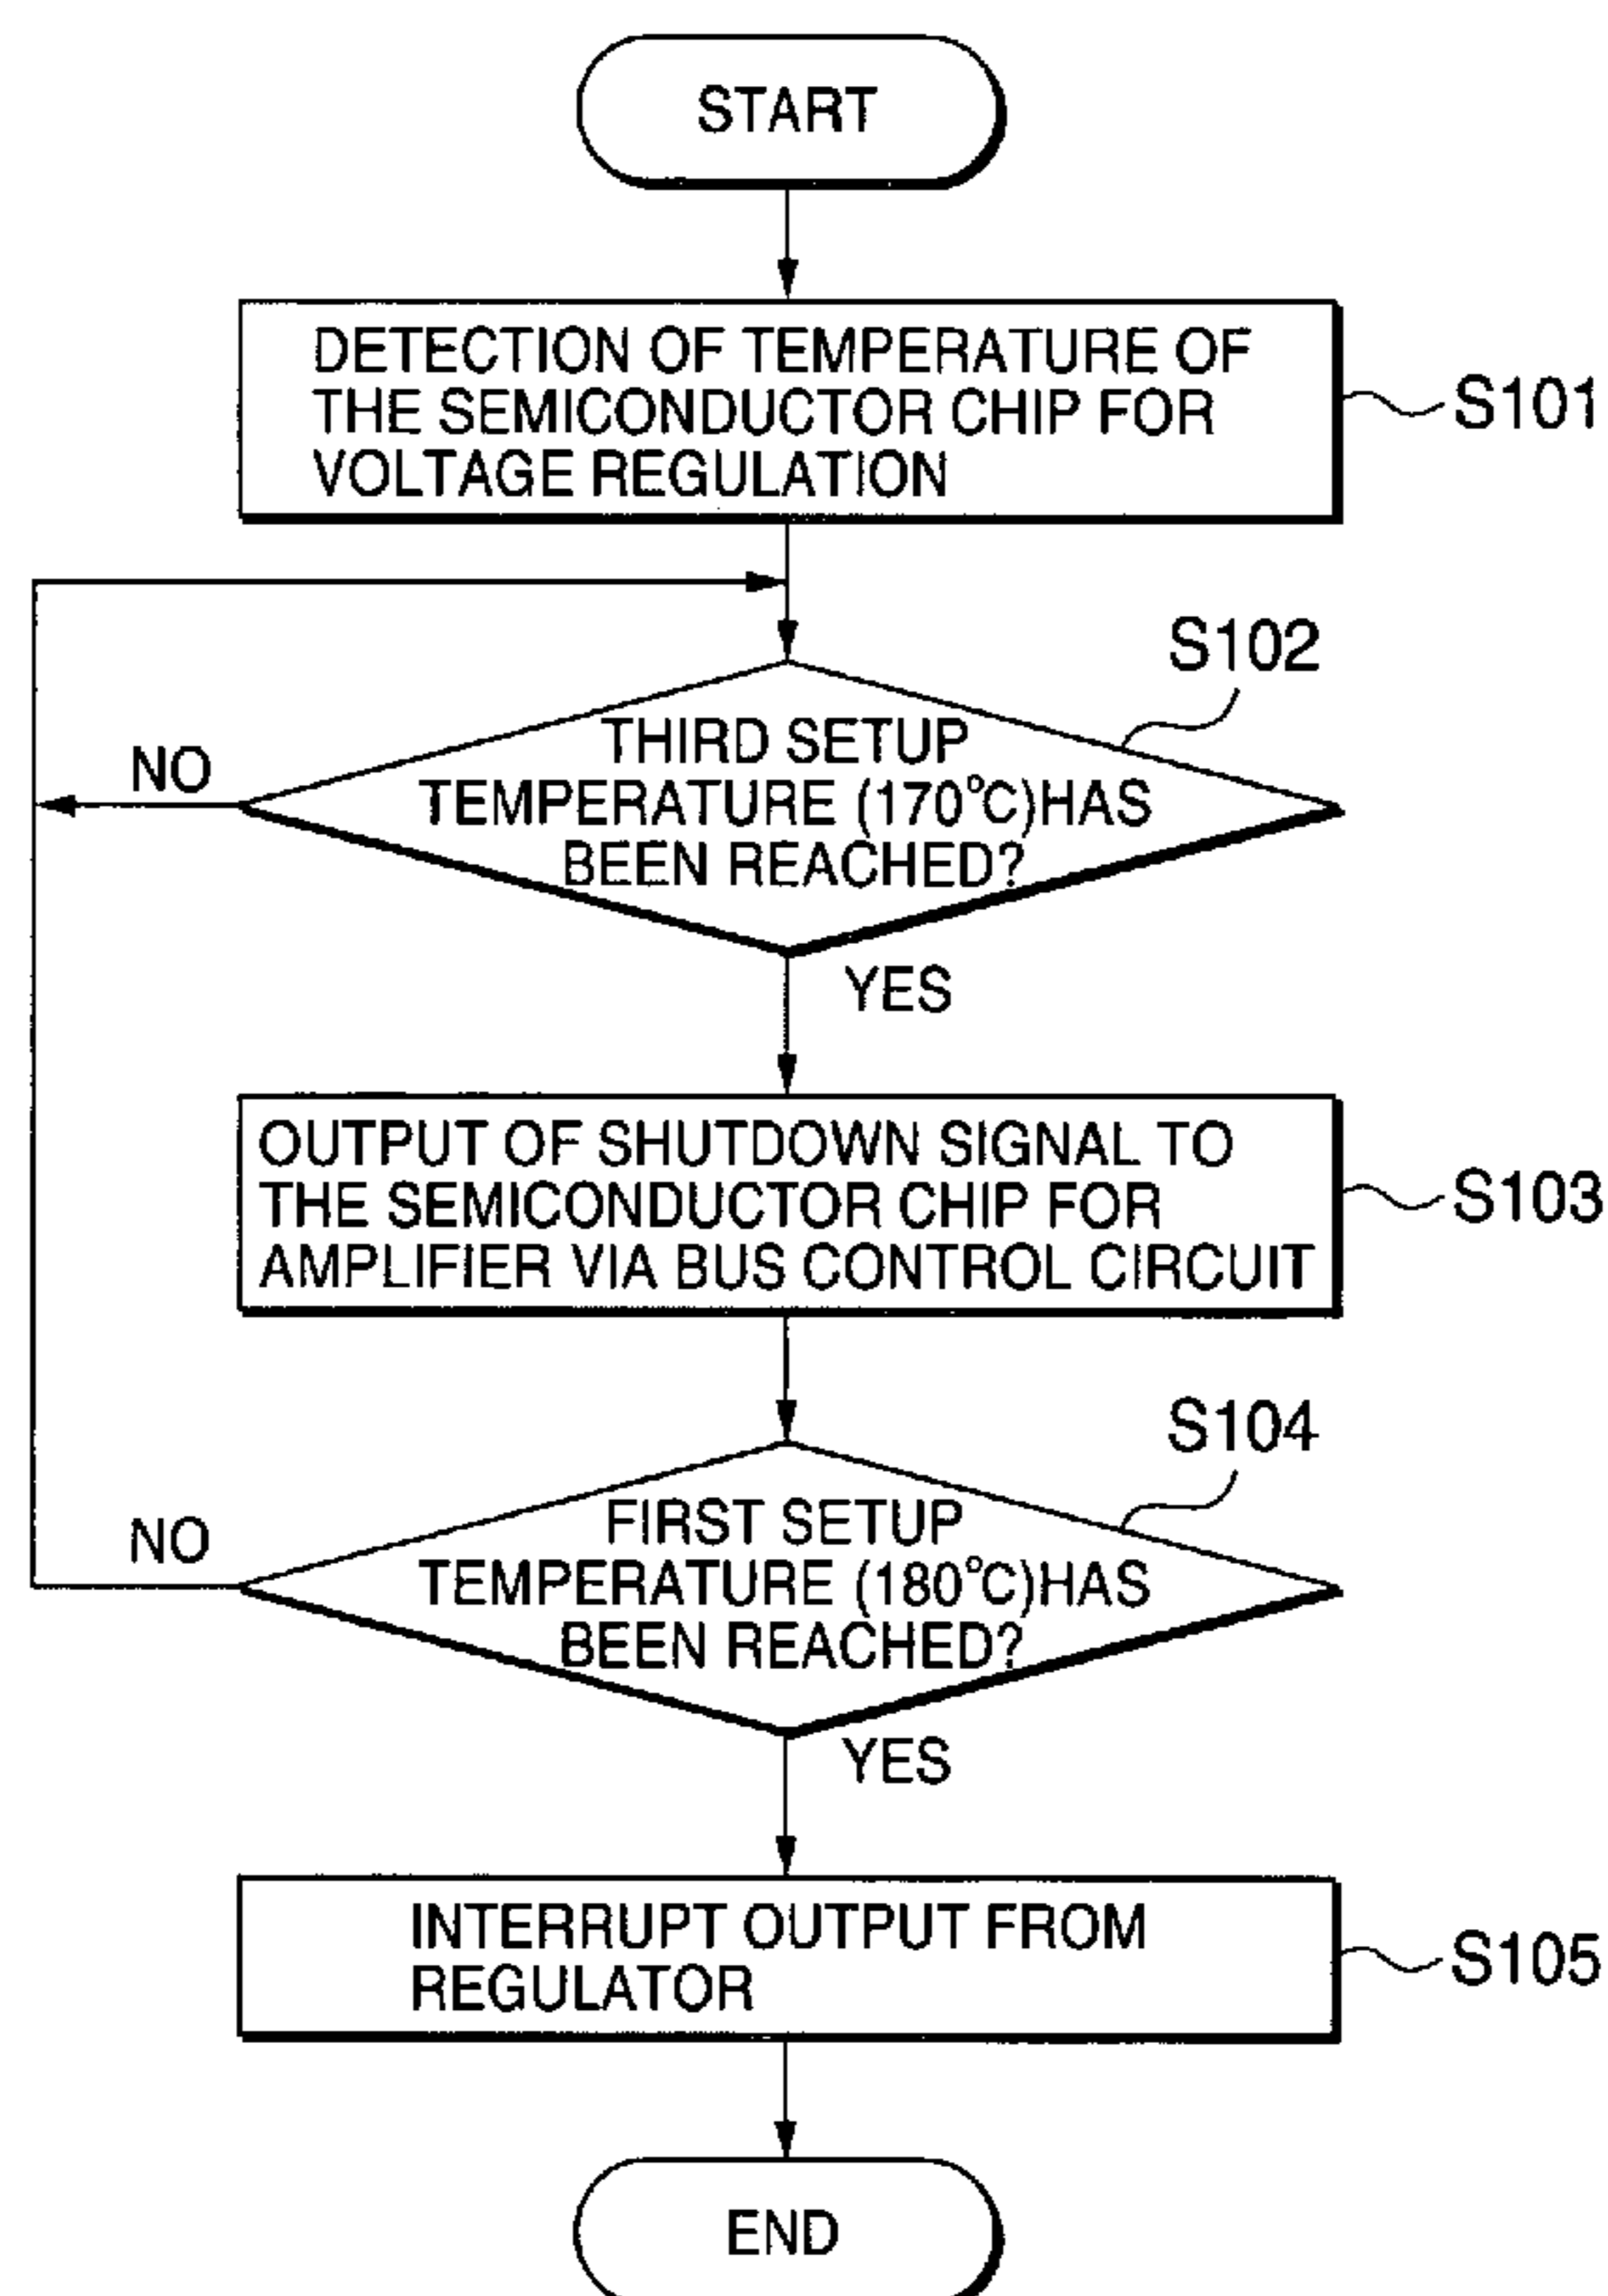 START
DETECTION OF TEMPERATURE OF
THE SEMICONDUCTOR CHIP FOR
VOLTAGE REGULATION
S101
S102
THIRD SETUP
TEMPERATURE (170°C)HAS
BEEN REACHED?
NO
YES
OUTPUT OF SHUTDOWN SIGNAL TO
THE SEMICONDUCTOR CHIP FOR
AMPLIFIER VIA BUS CONTROL CIRCUIT
S103
S104
FIRST SETUP
TEMPERATURE (180°C)HAS
BEEN REACHED?
NO
YES
INTERRUPT OUTPUT FROM
REGULATOR
S105
END